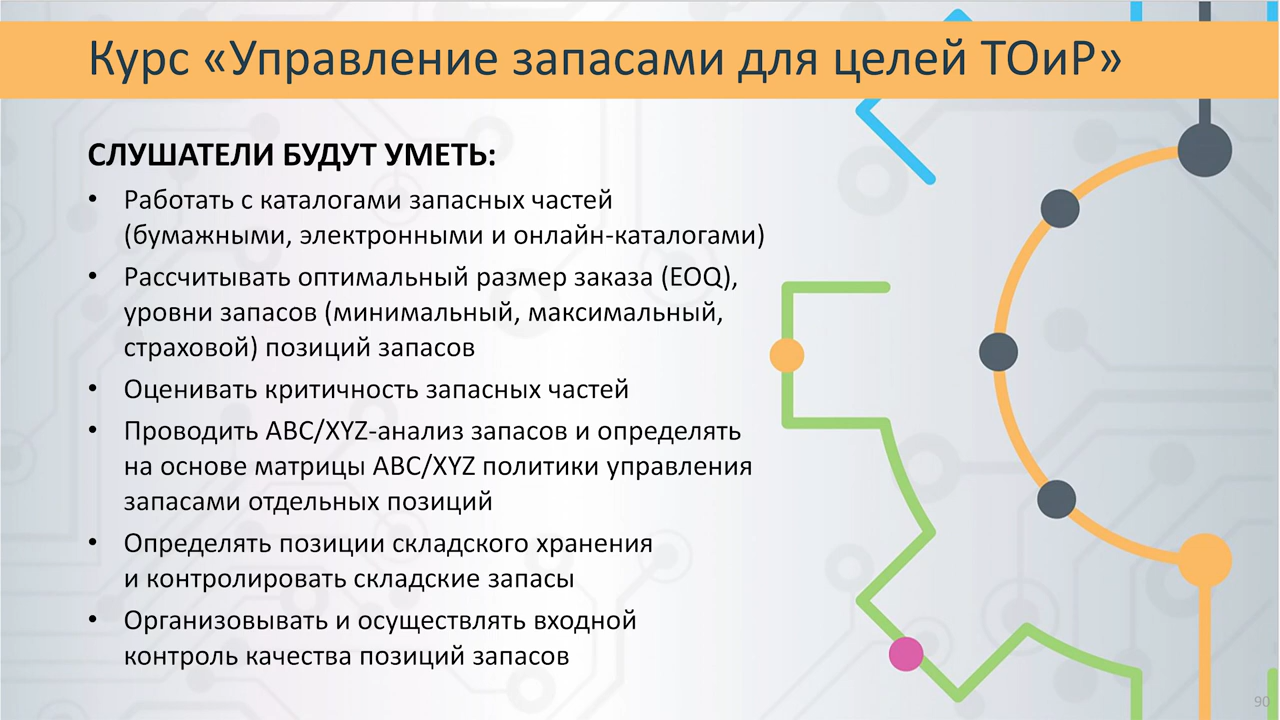 Курс «Управление запасами для целей ТОиР»
СЛУШАТЕЛИ БУДУТ УМЕТЬ:
• Работать с каталогами запасных частей
(бумажными, электронными и онлайн-каталогами)
• Рассчитывать оптимальный размер заказа (EOQ),
уровни запасов (минимальный, максимальный,
страховой) позиций запасов
• Оценивать критичность запасных частей
• Проводить ABC/XYZ-анализ запасов и определять
на основе матрицы ABC/XYZ политики управления
запасами отдельных позиций
• Определять позиции складского хранения
и контролировать складские запасы
• Организовывать и осуществлять входной
контроль качества позиций запасов
90